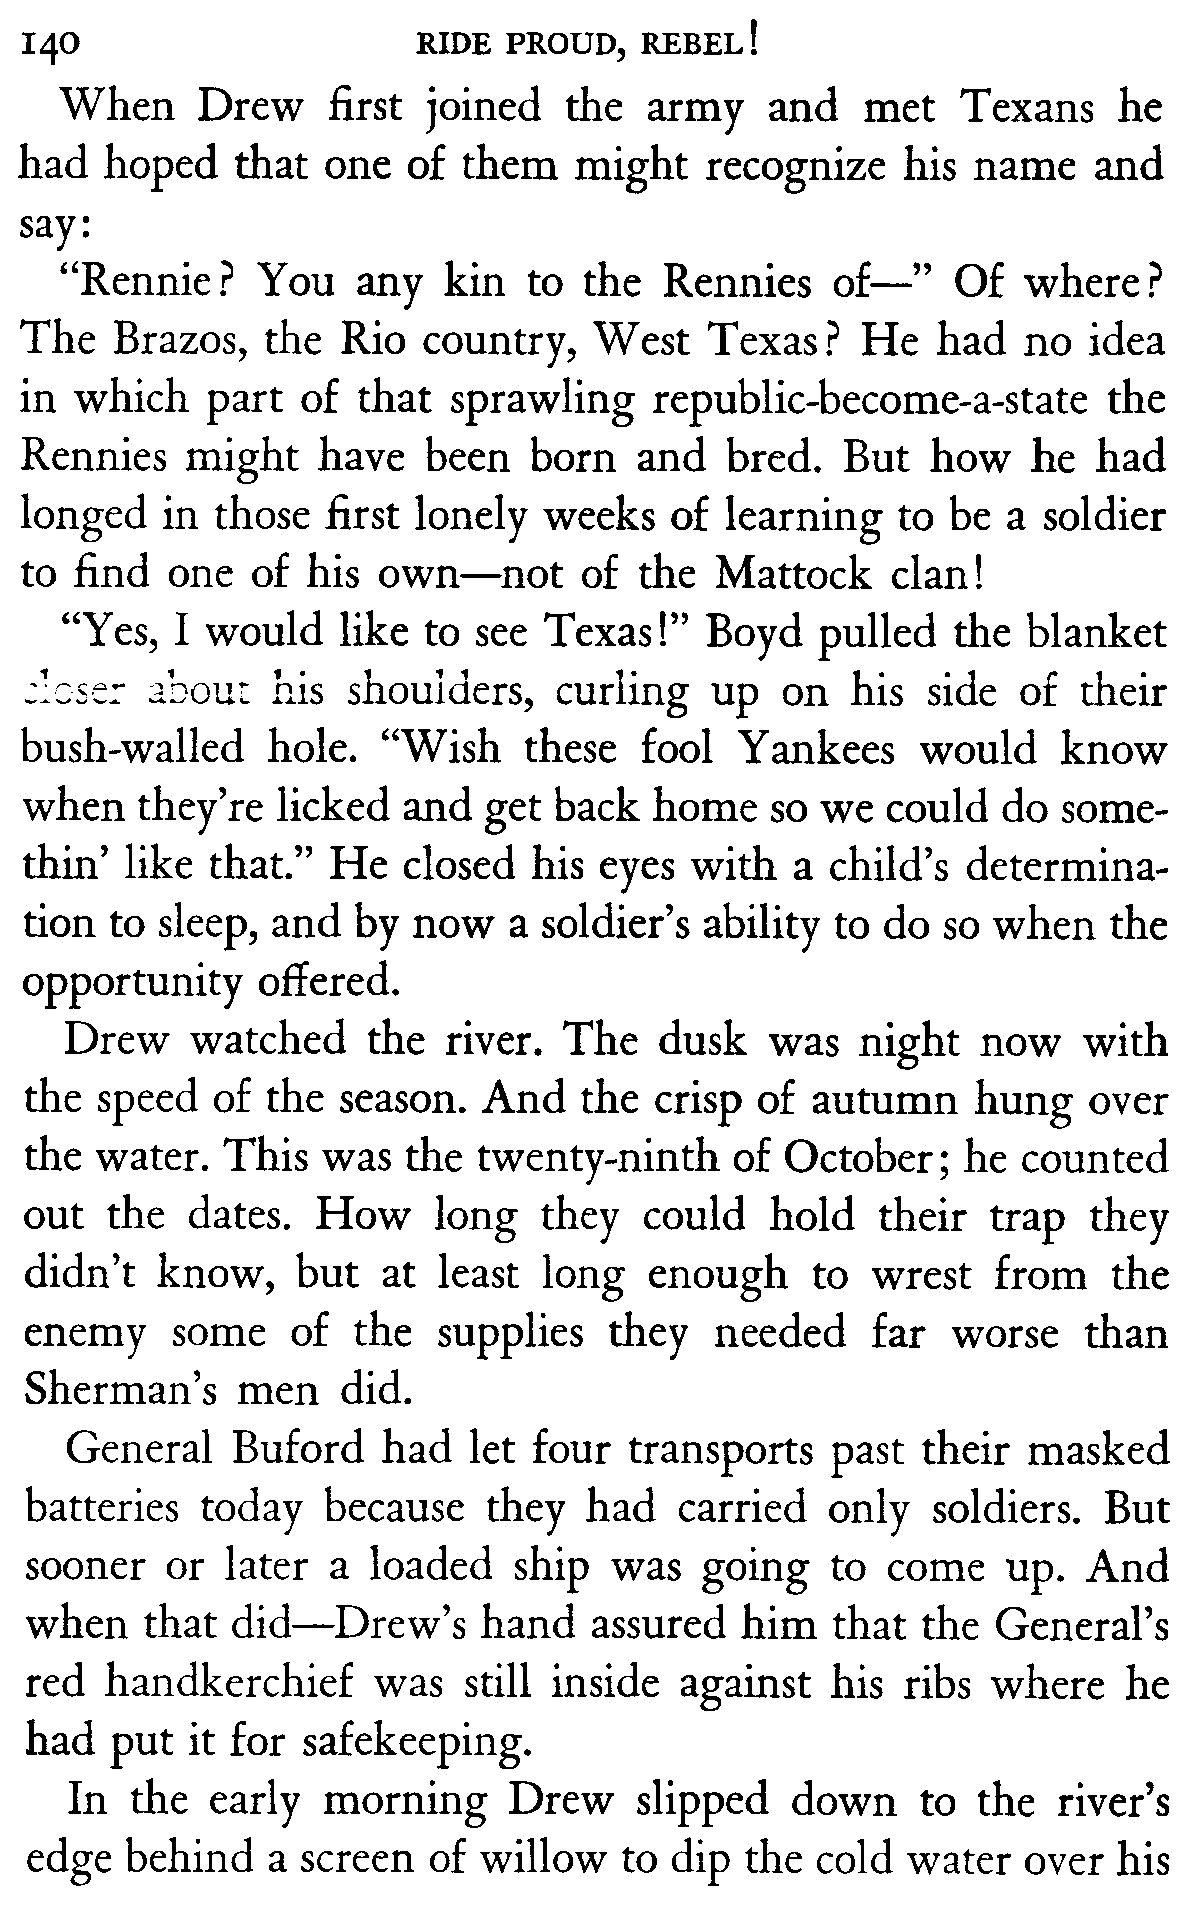 140 RIDE PROUD, REBEL!
When Drew first joined the army and met Texans he
had hoped that one of them might recognize his name and
say:
“Rennie? You any kin to the Rennies of—” Of where?
The Brazos, the Rio country, West Texas? He had no idea
in which part of that sprawling republic-become-a-state the
Rennies might have been born and bred. But how he had
longed in those first lonely weeks of learning to be a soldier
to find one of his own—not of the Mattock clan!
“Yes, I would like to see Texas!” Boyd pulled the blanket
closer about his shoulders, curling up on his side of their
bush-walled hole. “Wish these fool Yankees would know
when they’re licked and get back home so we could do some-
thin’ like that.” He closed his eyes with a child’s determina-
tion to sleep, and by now a soldier’s ability to do so when the
opportunity offered.
Drew watched the river. The dusk was night now with
the speed of the season. And the crisp of autumn hung over
the water. This was the twenty-ninth of October; he counted
out the dates. How long they could hold their trap they
didn’t know, but at least long enough to wrest from the
enemy some of the supplies they needed far worse than
Sherman’s men did.
General Buford had let four transports past their masked
batteries today because they had carried only soldiers. But
sooner or later a loaded ship was going to come up. And
when that did—Drew’s hand assured him that the General’s
red handkerchief was still inside against his ribs where he
had put it for safekeeping.
In the early morning Drew slipped down to the river’s
edge behind a screen of willow to dip the cold water over his